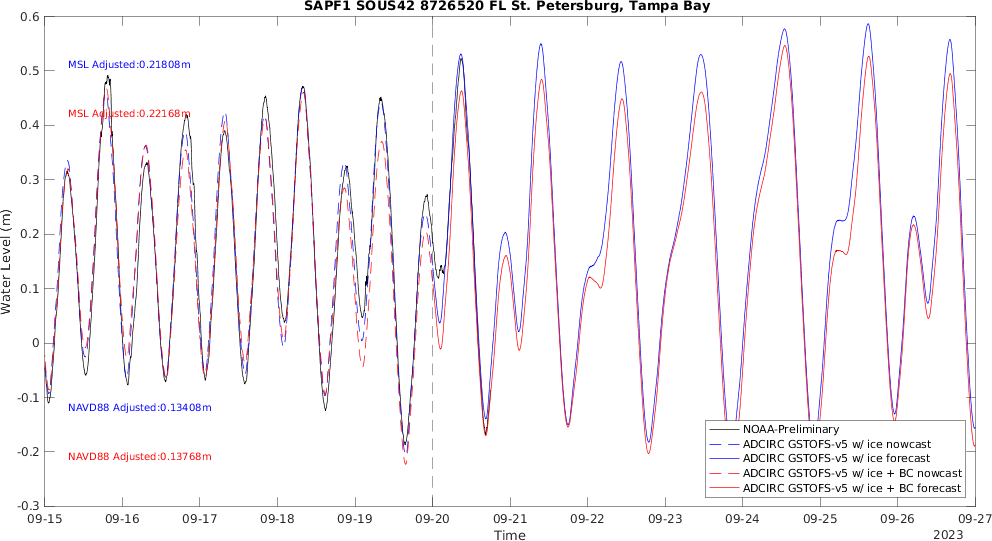 SAPF1 SOUS42 8726520 FL St. Petersburg, Tampa Bay
Water Level (m)
0.6
0.5
0.4
0.3
0.2
0.1
0
-0.1
-0.2
-0.3
MSL Adjusted:0.21808m
MSL Adjusted:0.22168m
NAVD88 Adjusted:0.13408m
NAVD88 Adjusted:0.13768m
NOAA-Preliminary
ADCIRC GSTOFS-v5 w/ ice nowcast
ADCIRC GSTOFS-v5 w/ ice forecast
ADCIRC GSTOFS-v5 w/ ice + BC nowcast
ADCIRC GSTOFS-v5 w/ ice + BC forecast
09-15 09-16 09-17 09-18 09-19 09-20 09-21 09-22 09-23 09-24 09-25 09-26 09-27
Time
2023